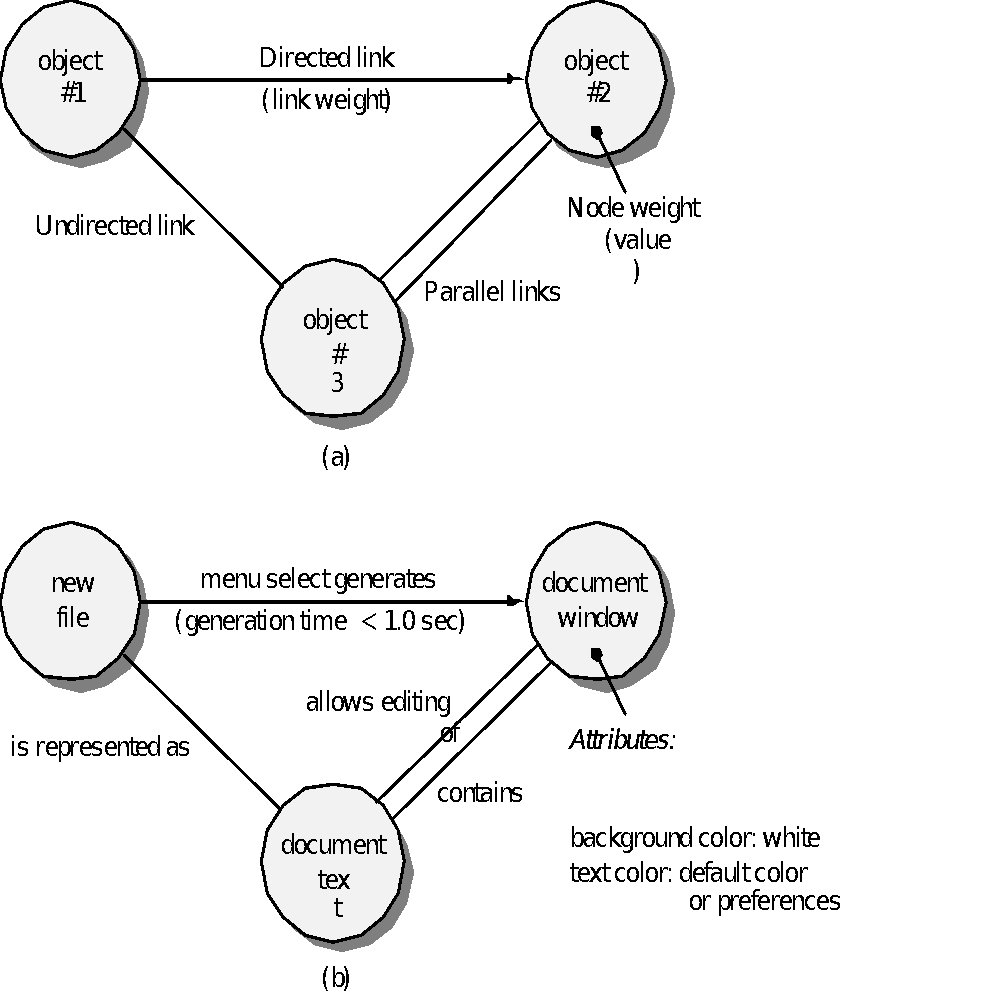 object
#1
Directed link
(link weight)
object
#2
Undirected link
Node weight
(value
)
Parallel links
object
#
3
(a)
new
file
menu select generates
(generation time < 1.0 sec)
document
window
allows editing
of
is represented as
Attributes:
contains
background color: white
document
tex
t
text color: default color
or preferences
(b)